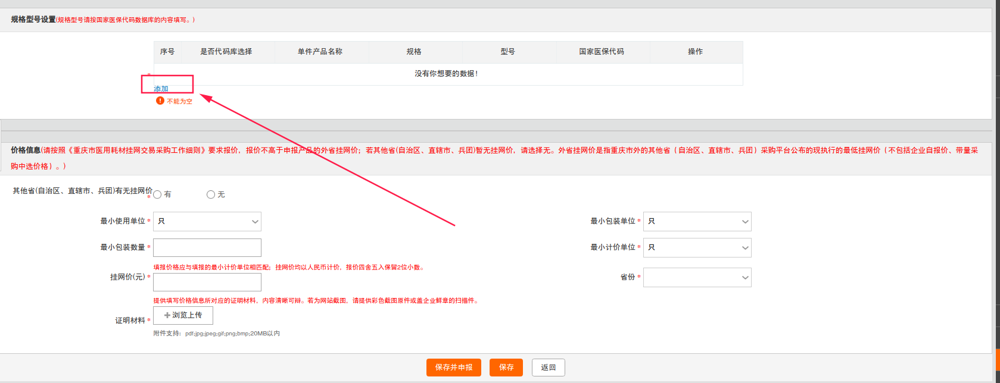 规格型号设置(规格型号请按国家医保代码数据库的内容填写。)
序号 是否代码库选择 单件产品名称 规格 型号 国家医保代码 操作
* 没有你想要的数据!
添加
! 不能为空
价格信息(请按照《重庆市医用耗材挂网交易采购工作细则》要求报价，报价不高于申报产品的外省挂网价；若其他省(自治区、直辖市、兵团)暂无挂网价，请选择无。外省挂网价是指重庆市外的其他省（自治区、直辖市、兵团）采购平台公布的现执行的最低挂网价（不包括企业自报价、带量采
购中选价格）。)
其他省(自治区、直辖市、兵团)有无挂网价 * 有 无
最小使用单位 * 只 最小包装单位 * 只
最小包装数量 * 最小计价单位 * 只
填报价格应与填报的最小计价单位相匹配；挂网价均以人民币计价，报价四舍五入保留2位小数。
挂网价(元) * 省份 *
提供填写价格信息所对应的证明材料，内容清晰可辩。若为网站截图，请提供彩色截图原件或盖企业鲜章的扫描件。
证明材料 * 浏览上传
附件支持：pdf;jpg;jpeg;gif;png;bmp;20MB以内
保存并申报 保存 返回